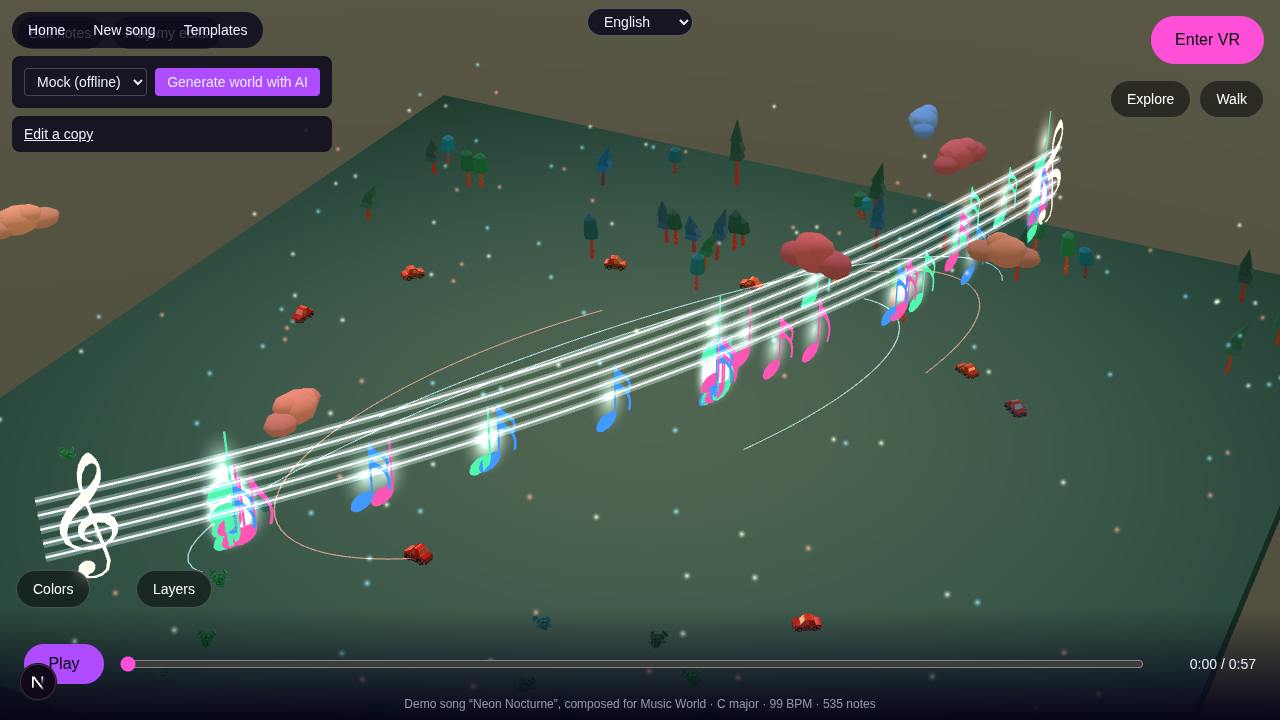 Home New song Templates
English
Enter VR
Mock (offline) Generate world with AI
Explore Walk
Edit a copy
Colors Layers
Play 0:00 / 0:57
N
Demo song “Neon Nocturne”, composed for Music World · C major · 99 BPM · 535 notes